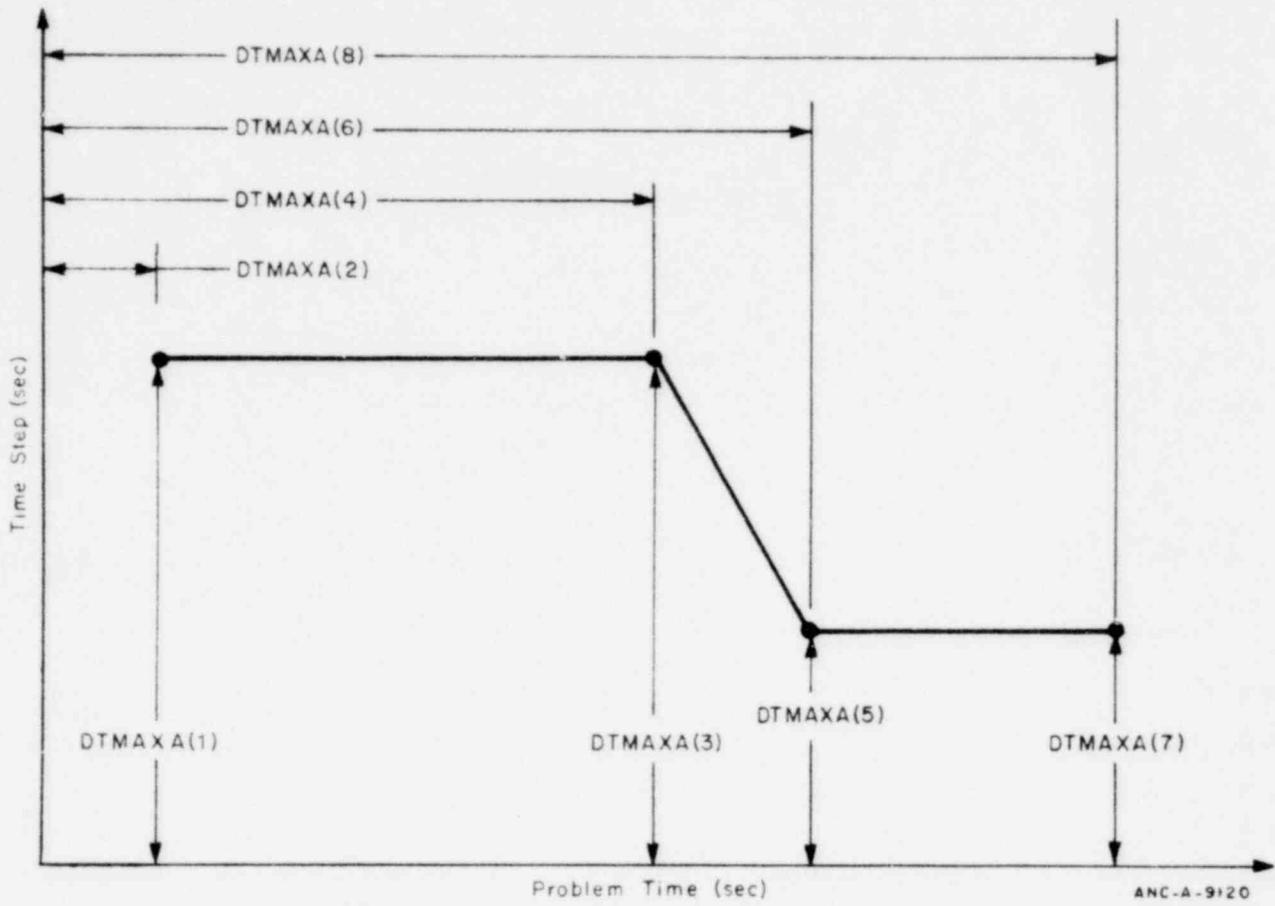 DTMAXA(8)
DTMAXA(6)
DTMAXA(4)
DTMAXA(2)
Time Step (sec)
DTMAXA(5)
DTMAXA(1)
DTMAXA(3)
DTMAXA(7)
Problem Time (sec)
ANC-A-9120